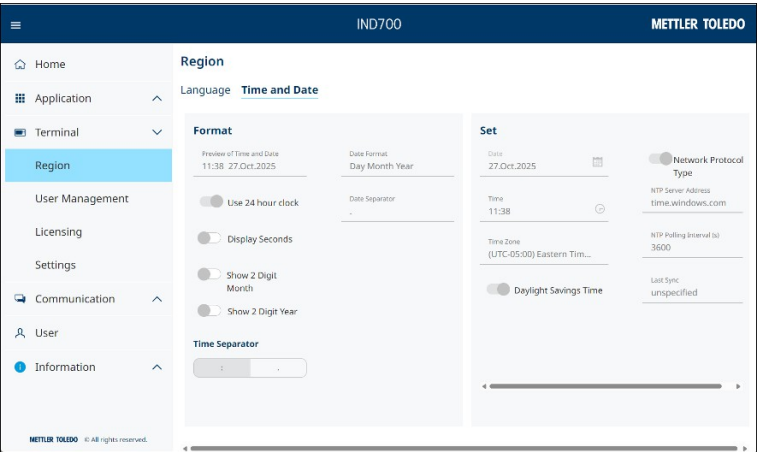 IND700
METTLER TOLEDO
Home
Application
Terminal
Region
User Management
Licensing
Settings
Communication
User
Information
METTLER TOLEDO © All rights reserved.
Region
Language Time and Date
Format
Preview of Time and Date
11:38 27.Oct.2025
Date Format
Day Month Year
Use 24 hour clock
Date Separator
.
Display Seconds
Show 2 Digit
Month
Show 2 Digit Year
Time Separator
: .
Set
Date
27.Oct.2025
Time
11:38
Time Zone
(UTC-05:00) Eastern Tim...
Daylight Savings Time
Network Protocol
Type
NTP Server Address
time.windows.com
NTP Polling Interval (s)
3600
Last Sync
unspecified